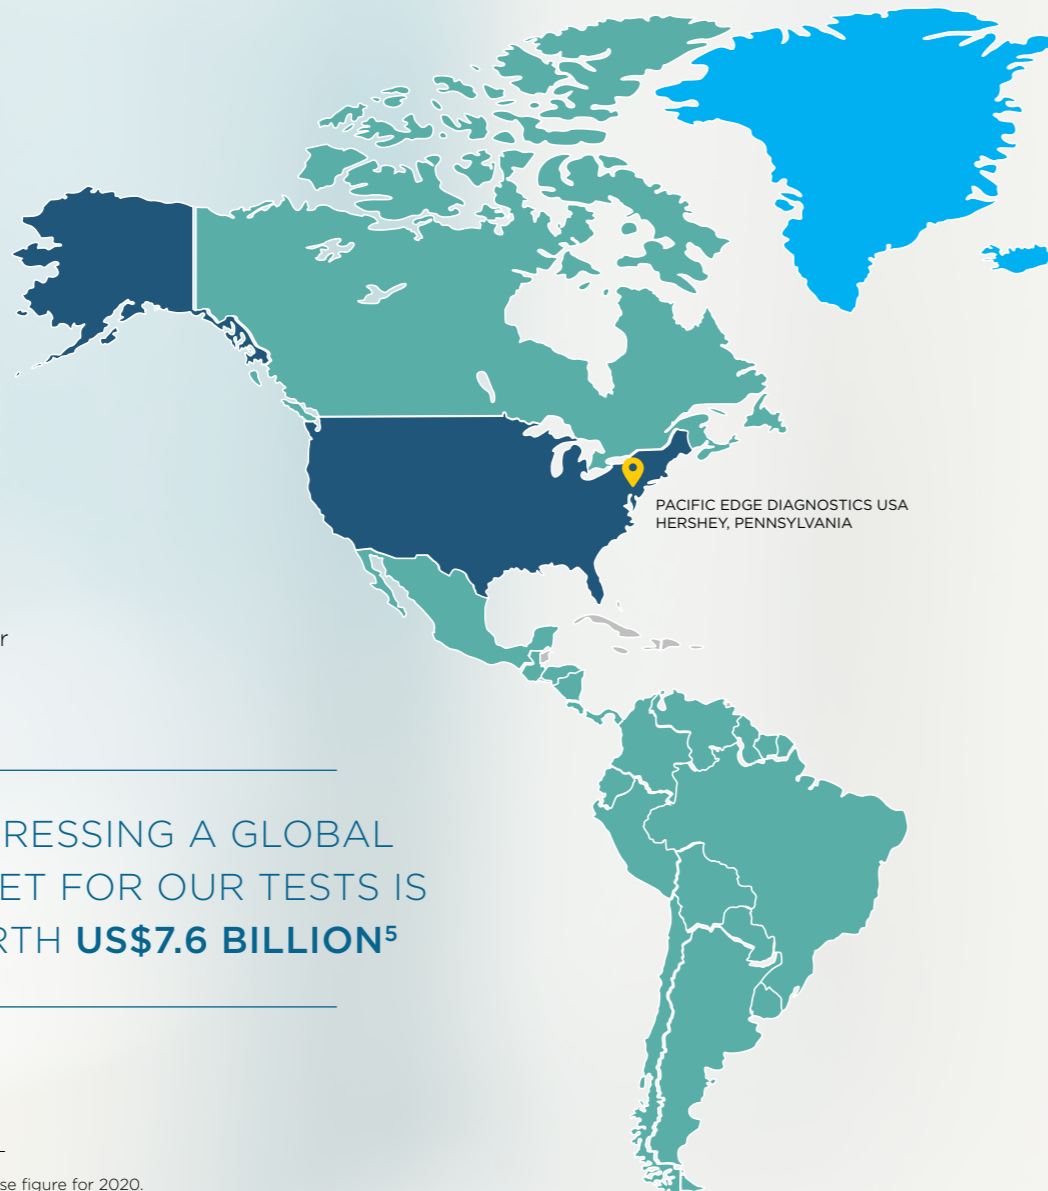 PACIFIC EDGE DIAGNOSTICS USA
HERSHEY, PENNSYLVANIA
r
RESSING A GLOBAL
ET FOR OUR TESTS IS
RTH US$7.6 BILLION⁵
se figure for 2020.